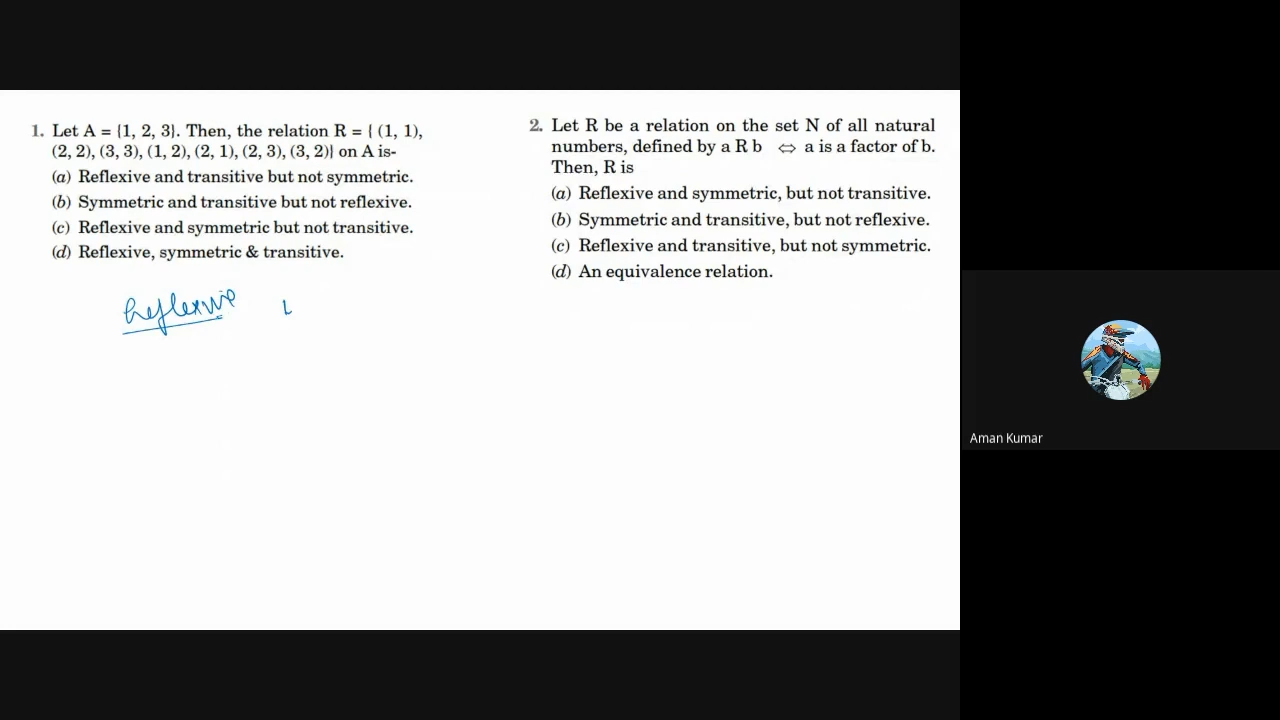 1. Let A = {1, 2, 3}. Then, the relation R = { (1, 1),
(2, 2), (3, 3), (1, 2), (2, 1), (2, 3), (3, 2)} on A is-
(a) Reflexive and transitive but not symmetric.
(b) Symmetric and transitive but not reflexive.
(c) Reflexive and symmetric but not transitive.
(d) Reflexive, symmetric & transitive.
Reflexive
2. Let R be a relation on the set N of all natural
numbers, defined by a R b ⇔ a is a factor of b.
Then, R is
(a) Reflexive and symmetric, but not transitive.
(b) Symmetric and transitive, but not reflexive.
(c) Reflexive and transitive, but not symmetric.
(d) An equivalence relation.
Aman Kumar